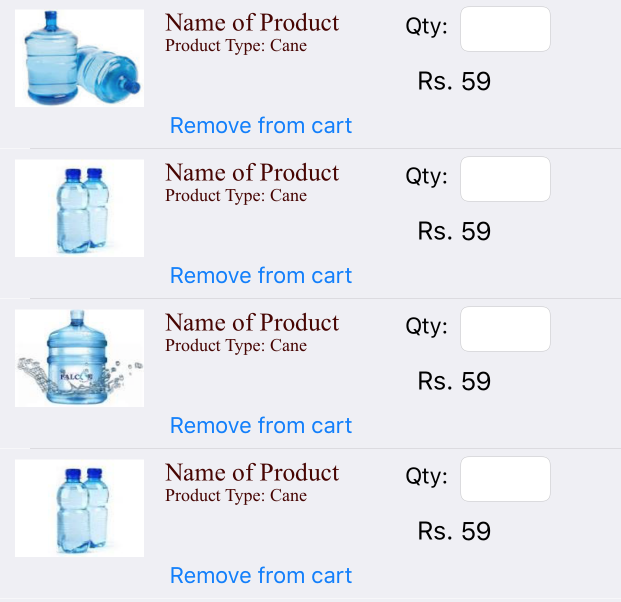 Name of Product
Product Type: Cane
Qty:
Rs. 59
Remove from cart
Name of Product
Product Type: Cane
Qty:
Rs. 59
Remove from cart
FALCON
Name of Product
Product Type: Cane
Qty:
Rs. 59
Remove from cart
Name of Product
Product Type: Cane
Qty:
Rs. 59
Remove from cart